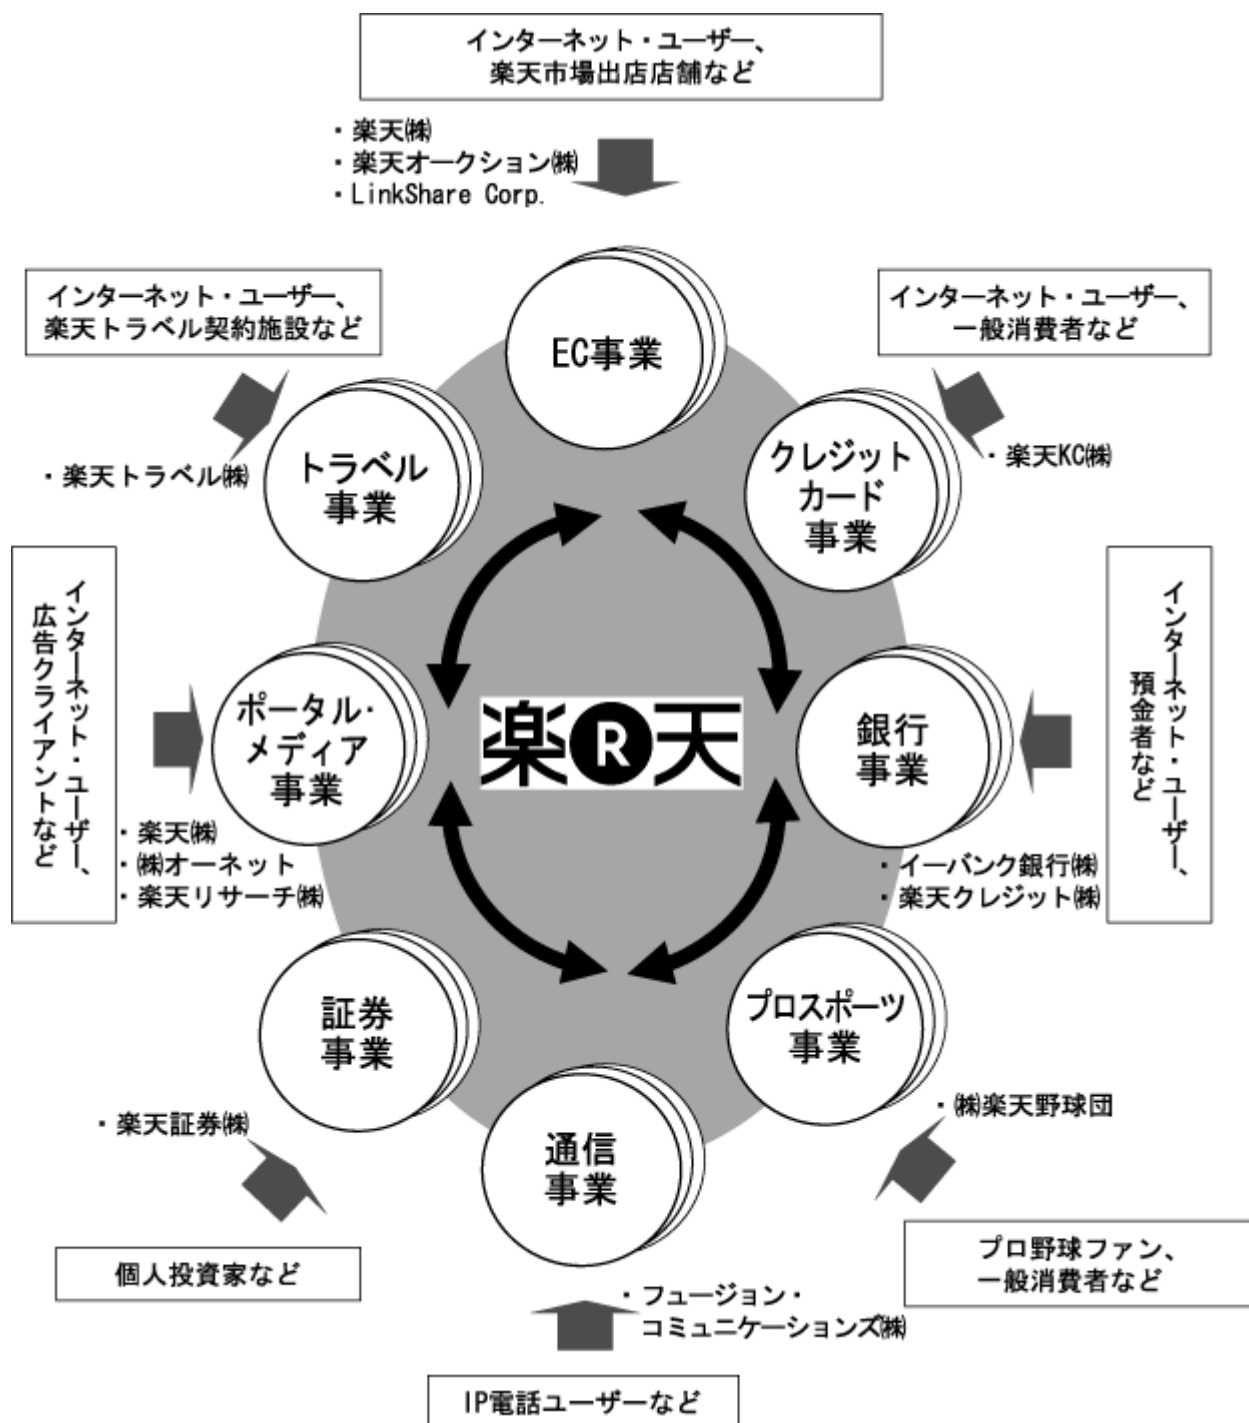 インターネット・ユーザー、
楽天市場出店店舗など
・楽天㈱
・楽天オークション㈱
・LinkShare Corp.
EC事業
インターネット・ユーザー、
楽天トラベル契約施設など
・楽天トラベル㈱
トラベル
事業
インターネット・ユーザー、
一般消費者など
・楽天KC㈱
クレジット
カード
事業
インターネット・ユーザー、
広告クライアントなど
ポータル・
メディア
事業
・楽天㈱
・㈱オーネット
・楽天リサーチ㈱
楽R天
銀行
事業
インターネット・ユーザー、
預金者など
・イーバンク銀行㈱
・楽天クレジット㈱
証券
事業
・楽天証券㈱
個人投資家など
プロスポーツ
事業
・㈱楽天野球団
プロ野球ファン、
一般消費者など
通信
事業
・フュージョン・
コミュニケーションズ㈱
IP電話ユーザーなど